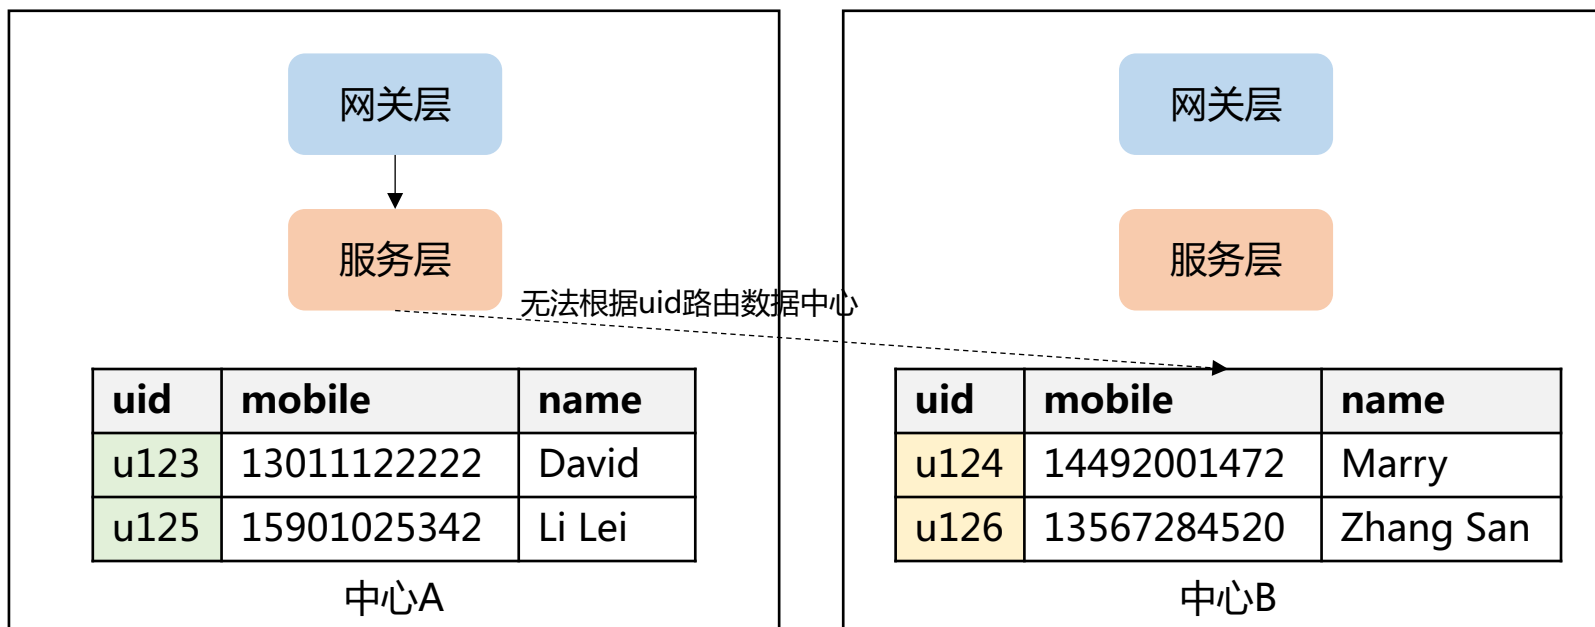 网关层
网关层
服务层
服务层
无法根据uid路由数据中心
uid mobile name
u123 13011122222 David
u125 15901025342 Li Lei
uid mobile name
u124 14492001472 Marry
u126 13567284520 Zhang San
中心A
中心B